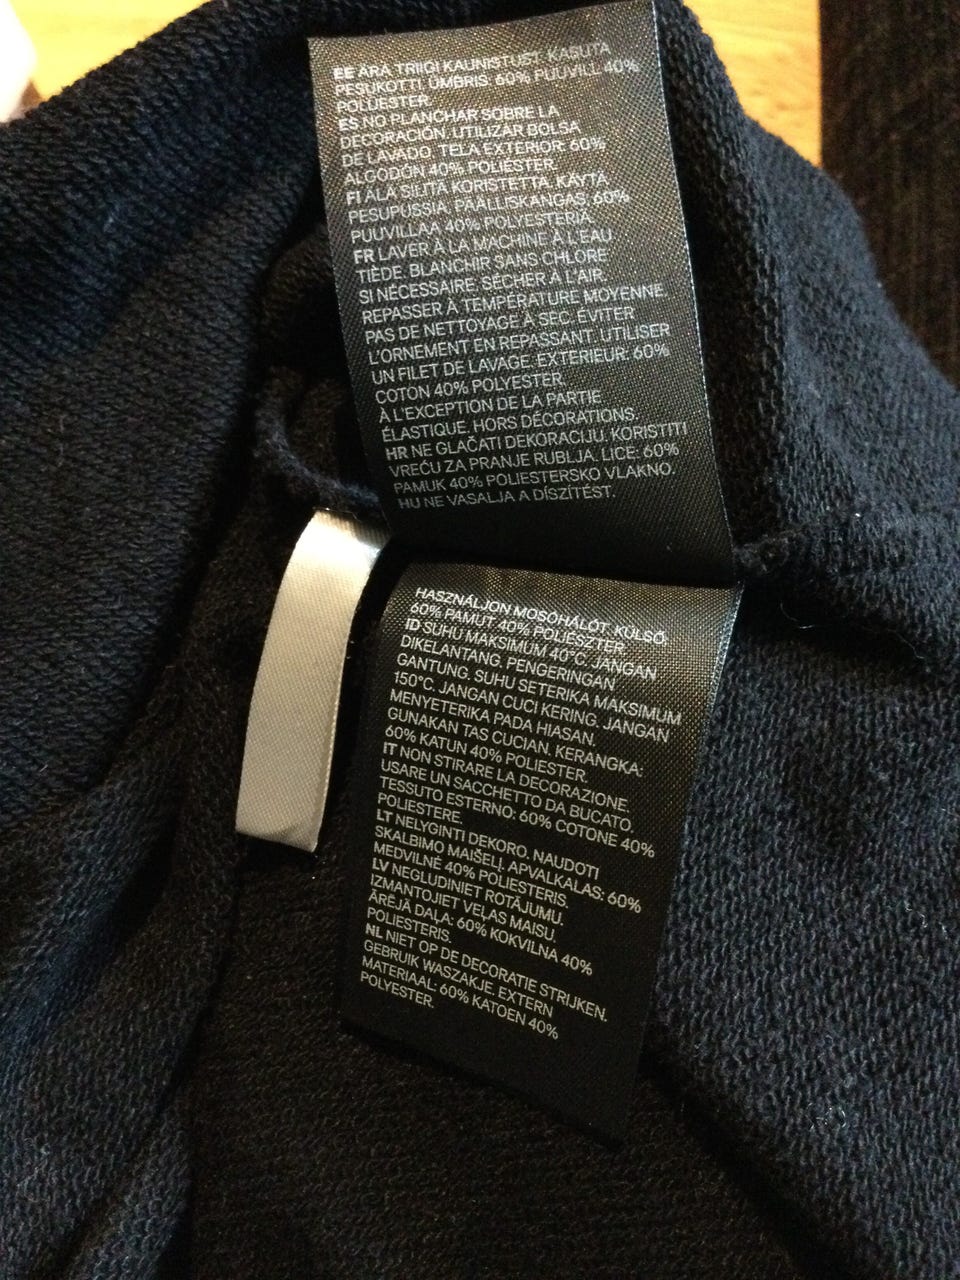 EE ÄRA TRIIGI KAUNISTUST. KASUTA
PESUKOTTI, ÜMBRIS: 60% PUUVILL 40%
POLÜESTER.
ES NO PLANCHAR SOBRE LA
DECORACIÓN. UTILIZAR BOLSA
DE LAVADO. TELA EXTERIOR: 60%
ALGODÓN 40% POLIÉSTER.
FI ÄLÄ SILITÄ KORISTETTA, KÄYTÄ
PESUPUSSIA. PÄÄLLISKANGAS: 60%
PUUVILLAA 40% POLYESTERIÄ.
FR LAVER À LA MACHINE À L'EAU
TIÈDE. BLANCHIR SANS CHLORE
SI NÉCESSAIRE. SÉCHER À L'AIR.
REPASSER À TEMPÉRATURE MOYENNE.
PAS DE NETTOYAGE À SEC. ÉVITER
L'ORNEMENT EN REPASSANT. UTILISER
UN FILET DE LAVAGE. EXTERIEUR: 60%
COTON 40% POLYESTER.
À L'EXCEPTION DE LA PARTIE
ÉLASTIQUE. HORS DÉCORATIONS.
HR NE GLAČATI DEKORACIJU. KORISTITI
VREĆU ZA PRANJE RUBLJA. LICE: 60%
PAMUK 40% POLIESTERSKO VLAKNO.
HU NE VASALJA A DÍSZÍTÉST.
HASZNÁLJON MOSÓHÁLÓT. KÜLSŐ
60% PAMUT 40% POLIÉSZTER
ID SUHU MAKSIMUM 40°C. JANGAN
DIKELANTANG. PENGERINGAN
GANTUNG. SUHU SETERIKA MAKSIMUM
150°C. JANGAN CUCI KERING. JANGAN
MENYETERIKA PADA HIASAN.
GUNAKAN TAS CUCIAN. KERANGKA:
60% KATUN 40% POLIESTER.
IT NON STIRARE LA DECORAZIONE.
USARE UN SACCHETTO DA BUCATO.
TESSUTO ESTERNO: 60% COTONE 40%
POLIESTERE.
LT NELYGINTI DEKORO. NAUDOTI
SKALBIMO MAIŠELĮ. APVALKALAS: 60%
MEDVILNĖ 40% POLIESTERIS.
LV NEGLUDINIET ROTĀJUMU.
IZMANTOJIET VEĻAS MAISU.
ĀRĒJĀ DAĻA: 60% KOKVILNA 40%
POLIESTERIS.
NL NIET OP DE DECORATIE STRIJKEN.
GEBRUIK WASZAKJE. EXTERN
MATERIAAL: 60% KATOEN 40%
POLYESTER.